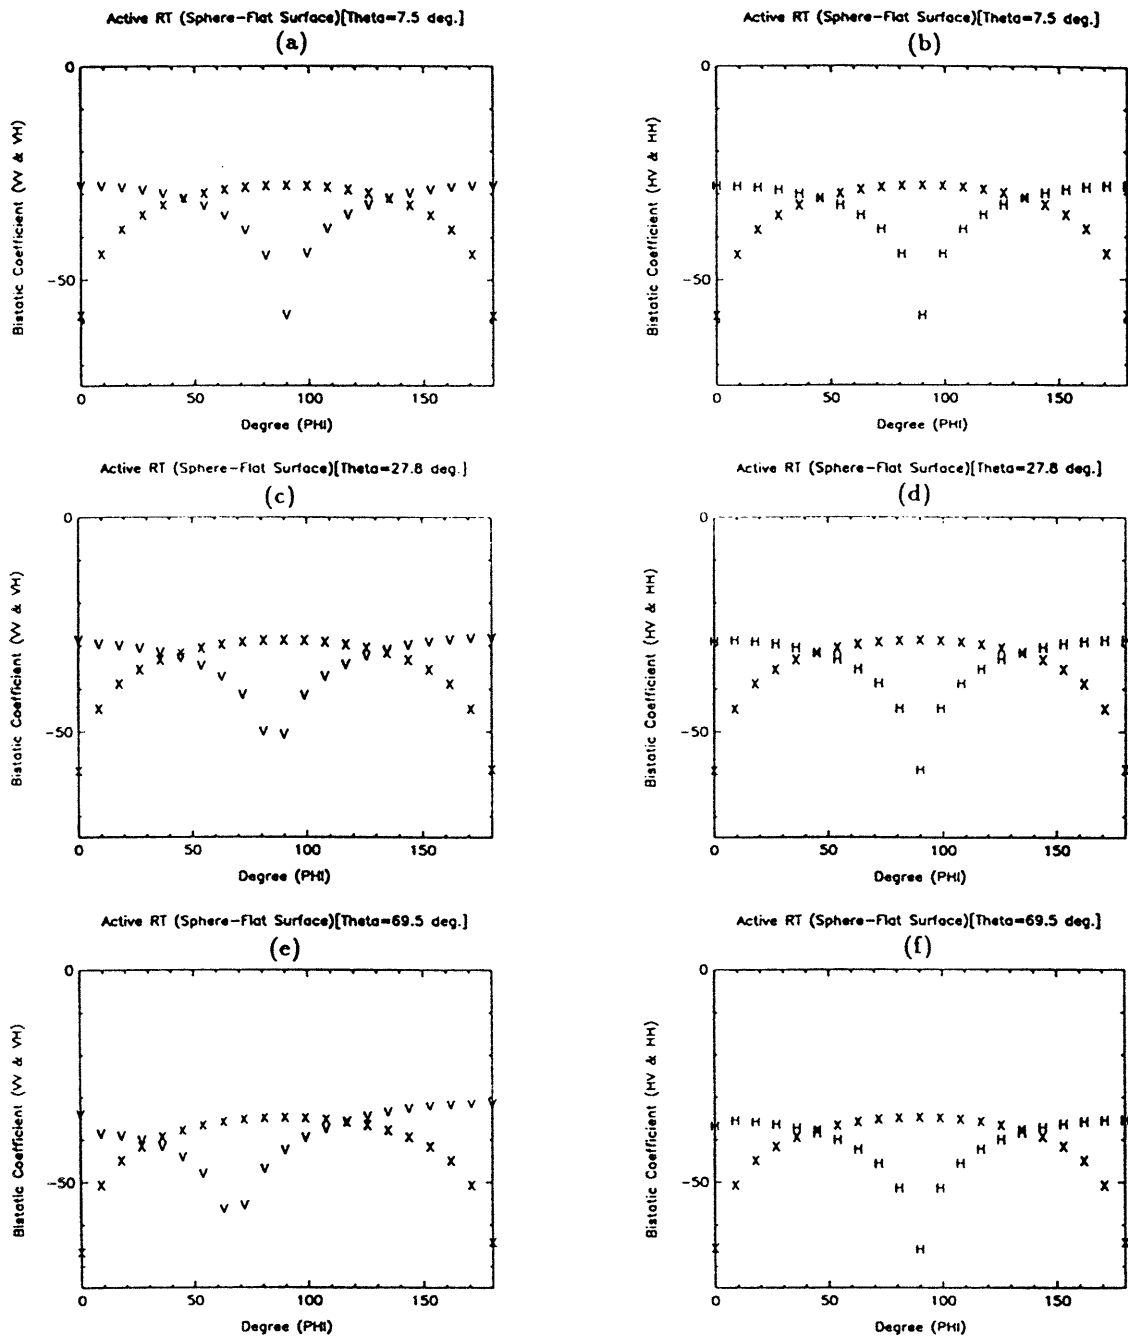 Active RT (Sphere-Flat Surface)[Theta=7.5 deg.]
(a)
Bistatic Coefficient (VV & VH)
0
-50
0 50 100 150
Degree (PHI)
Active RT (Sphere-Flat Surface)[Theta=7.5 deg.]
(b)
Bistatic Coefficient (HV & HH)
0
-50
0 50 100 150
Degree (PHI)
Active RT (Sphere-Flat Surface)[Theta=27.8 deg.]
(c)
Bistatic Coefficient (VV & VH)
0
-50
0 50 100 150
Degree (PHI)
Active RT (Sphere-Flat Surface)[Theta=27.8 deg.]
(d)
Bistatic Coefficient (HV & HH)
0
-50
0 50 100 150
Degree (PHI)
Active RT (Sphere-Flat Surface)[Theta=69.5 deg.]
(e)
Bistatic Coefficient (VV & VH)
0
-50
0 50 100 150
Degree (PHI)
Active RT (Sphere-Flat Surface)[Theta=69.5 deg.]
(f)
Bistatic Coefficient (HV & HH)
0
-50
0 50 100 150
Degree (PHI)